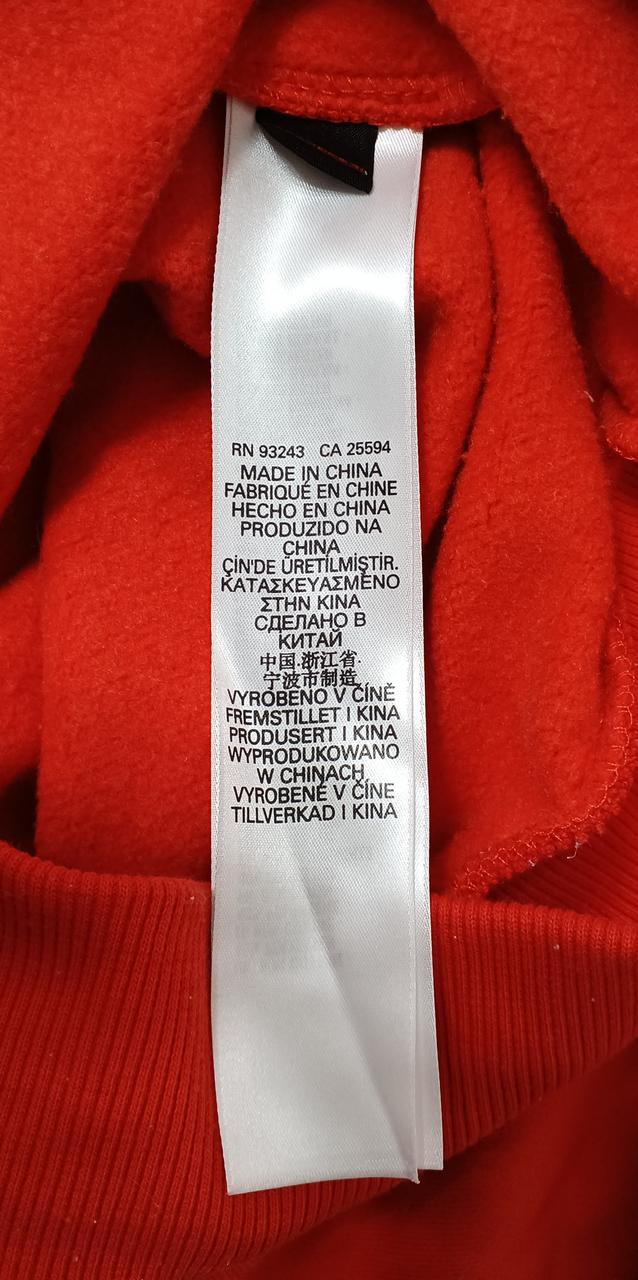 RN 93243 CA 25594
MADE IN CHINA
FABRIQUÉ EN CHINE
HECHO EN CHINA
PRODUZIDO NA
CHINA
ÇİN'DE ÜRETİLMİŞTİR.
ΚΑΤΑΣΚΕΥΑΣΜΕΝΟ
ΣΤΗΝ ΚΙΝΑ
СДЕЛАНО В
КИТАЙ
中国.浙江省.
宁波市制造
VYROBENO V ČÍNĚ
FREMSTILLET I KINA
PRODUSERT I KINA
WYPRODUKOWANO
W CHINACH
VYROBENÉ V ČÍNE
TILLVERKAD I KINA